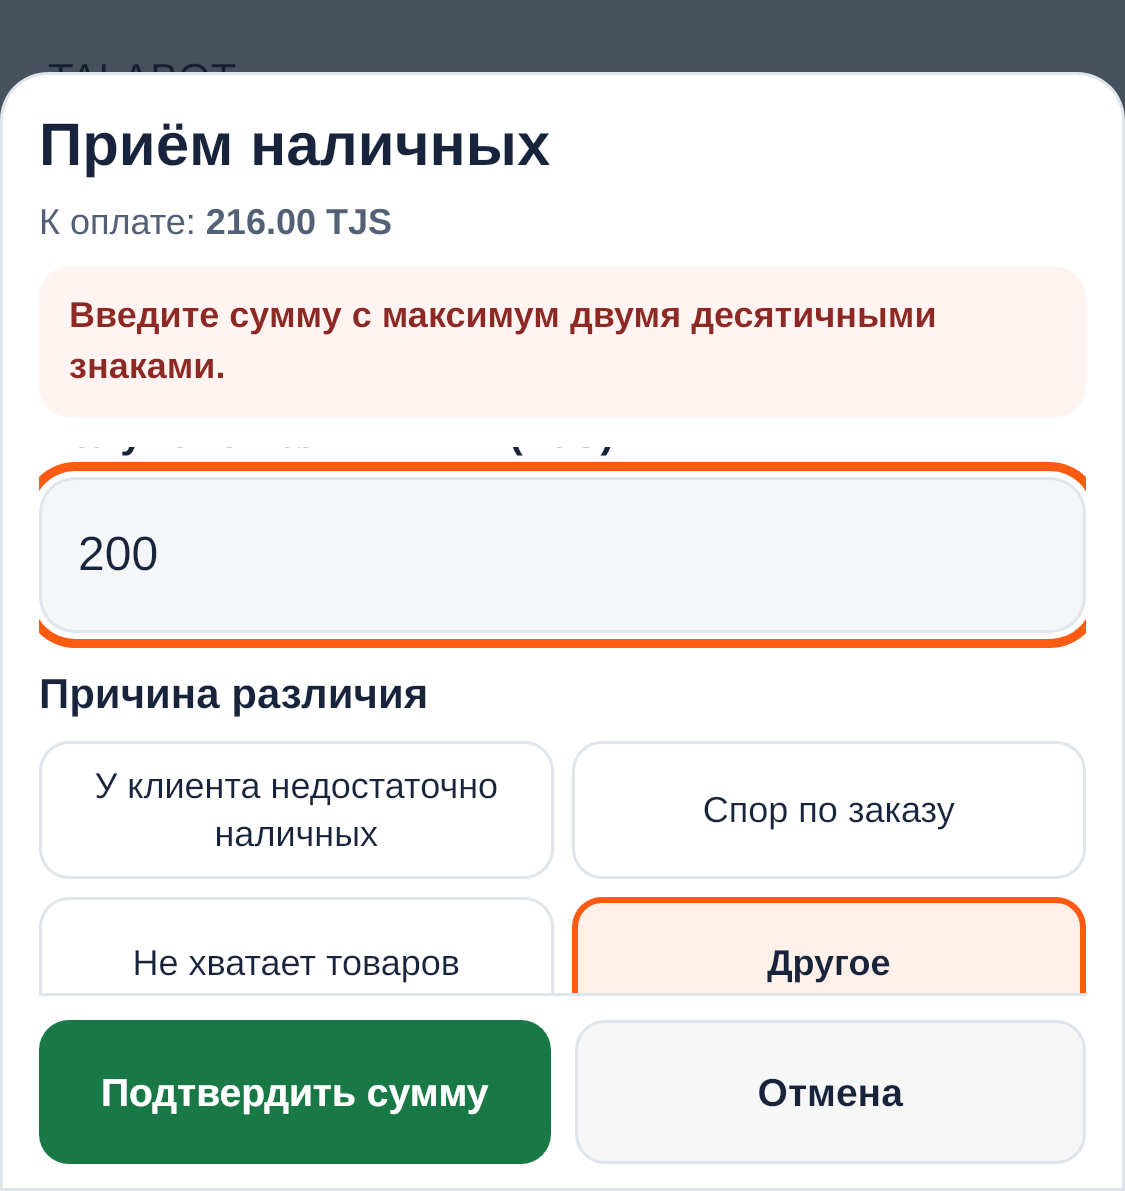 Приём наличных
К оплате: 216.00 TJS
Введите сумму с максимум двумя десятичными
знаками.
200
Причина различия
У клиента недостаточно
наличных
Спор по заказу
Не хватает товаров
Другое
Подтвердить сумму
Отмена